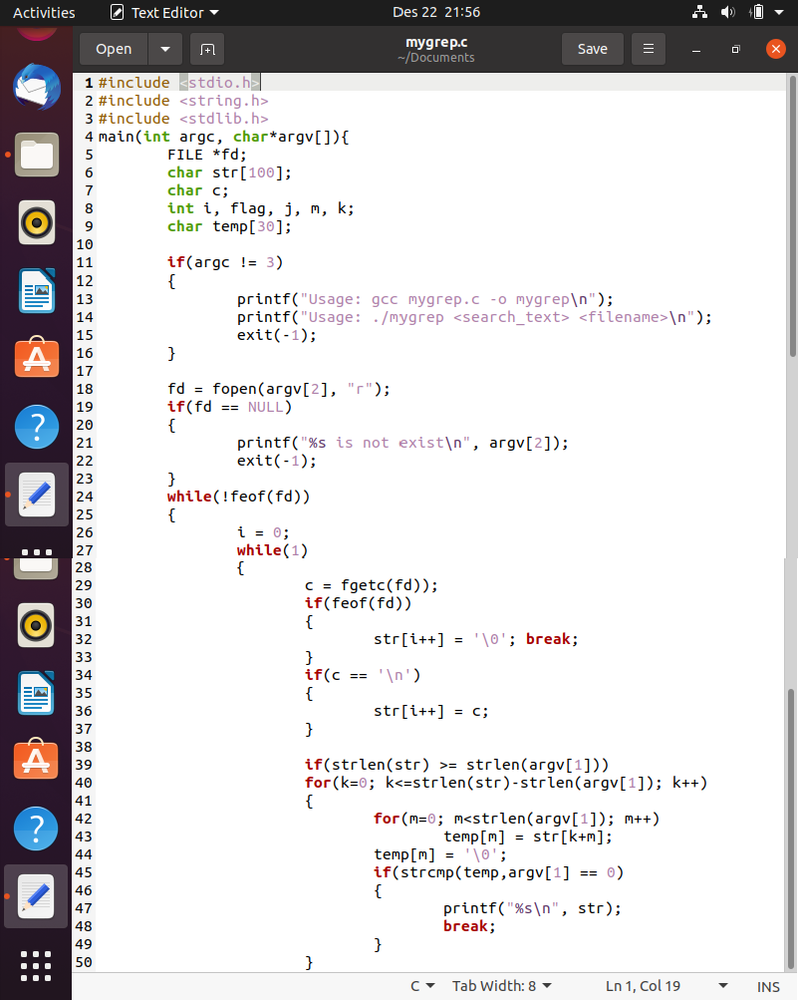 Activities Text Editor Des 22 21:56
Open mygrep.c Save
~/Documents
1 #include <stdio.h>
2 #include <string.h>
3 #include <stdlib.h>
4 main(int argc, char*argv[]){
5 FILE *fd;
6 char str[100];
7 char c;
8 int i, flag, j, m, k;
9 char temp[30];
10
11 if(argc != 3)
12 {
13 printf("Usage: gcc mygrep.c -o mygrep\n");
14 printf("Usage: ./mygrep <search_text> <filename>\n");
15 exit(-1);
16 }
17
18 fd = fopen(argv[2], "r");
19 if(fd == NULL)
20 {
21 printf("%s is not exist\n", argv[2]);
22 exit(-1);
23 }
24 while(!feof(fd))
25 {
26 i = 0;
27 while(1)
28 {
29 c = fgetc(fd));
30 if(feof(fd))
31 {
32 str[i++] = '\0'; break;
33 }
34 if(c == '\n')
35 {
36 str[i++] = c;
37 }
38
39 if(strlen(str) >= strlen(argv[1]))
40 for(k=0; k<=strlen(str)-strlen(argv[1]); k++)
41 {
42 for(m=0; m<strlen(argv[1]); m++)
43 temp[m] = str[k+m];
44 temp[m] = '\0';
45 if(strcmp(temp,argv[1] == 0)
46 {
47 printf("%s\n", str);
48 break;
49 }
50 }
C Tab Width: 8 Ln 1, Col 19 INS